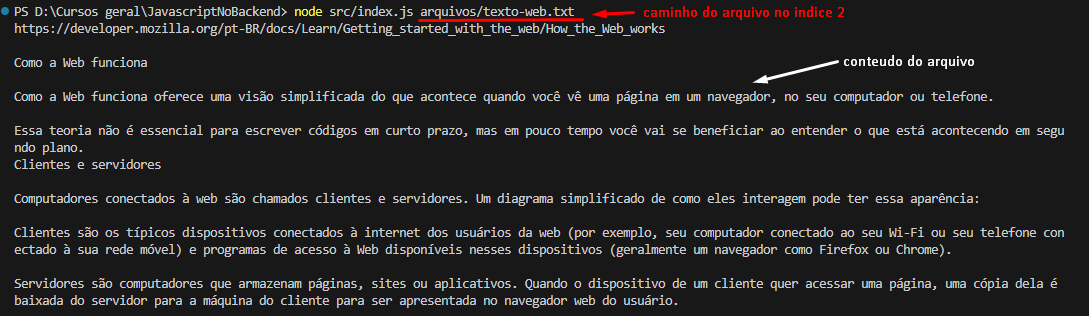 PS D:\Cursos geral\JavascriptNoBackend> node src/index.js arquivos/texto-web.txt caminho do arquivo no indice 2
https://developer.mozilla.org/pt-BR/docs/Learn/Getting_started_with_the_web/How_the_Web_works
Como a Web funciona
conteudo do arquivo
Como a Web funciona oferece uma visão simplificada do que acontece quando você vê uma página em um navegador, no seu computador ou telefone.
Essa teoria não é essencial para escrever códigos em curto prazo, mas em pouco tempo você vai se beneficiar ao entender o que está acontecendo em segu
ndo plano.
Clientes e servidores
Computadores conectados à web são chamados clientes e servidores. Um diagrama simplificado de como eles interagem pode ter essa aparência:
Clientes são os típicos dispositivos conectados à internet dos usuários da web (por exemplo, seu computador conectado ao seu Wi-Fi ou seu telefone con
ectado à sua rede móvel) e programas de acesso à Web disponíveis nesses dispositivos (geralmente um navegador como Firefox ou Chrome).
Servidores são computadores que armazenam páginas, sites ou aplicativos. Quando o dispositivo de um cliente quer acessar uma página, uma cópia dela é
baixada do servidor para a máquina do cliente para ser apresentada no navegador web do usuário.